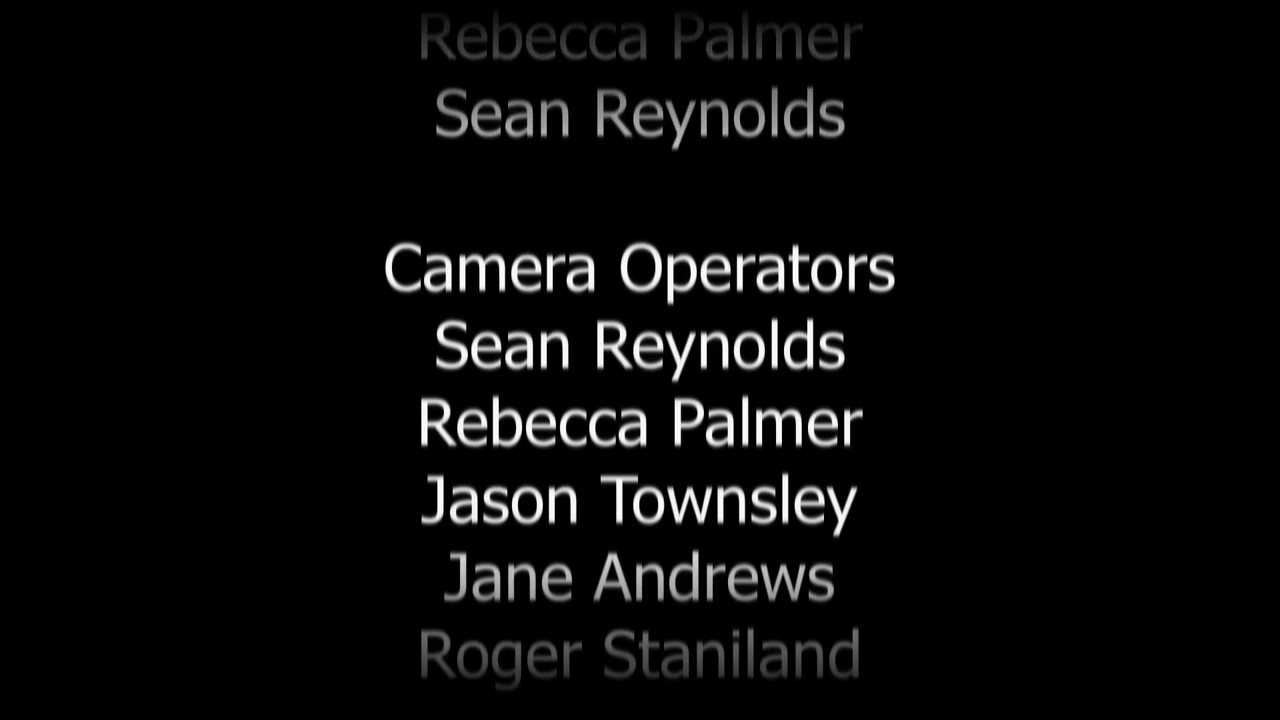 Rebecca Palmer
Sean Reynolds
Camera Operators
Sean Reynolds
Rebecca Palmer
Jason Townsley
Jane Andrews
Roger Staniland